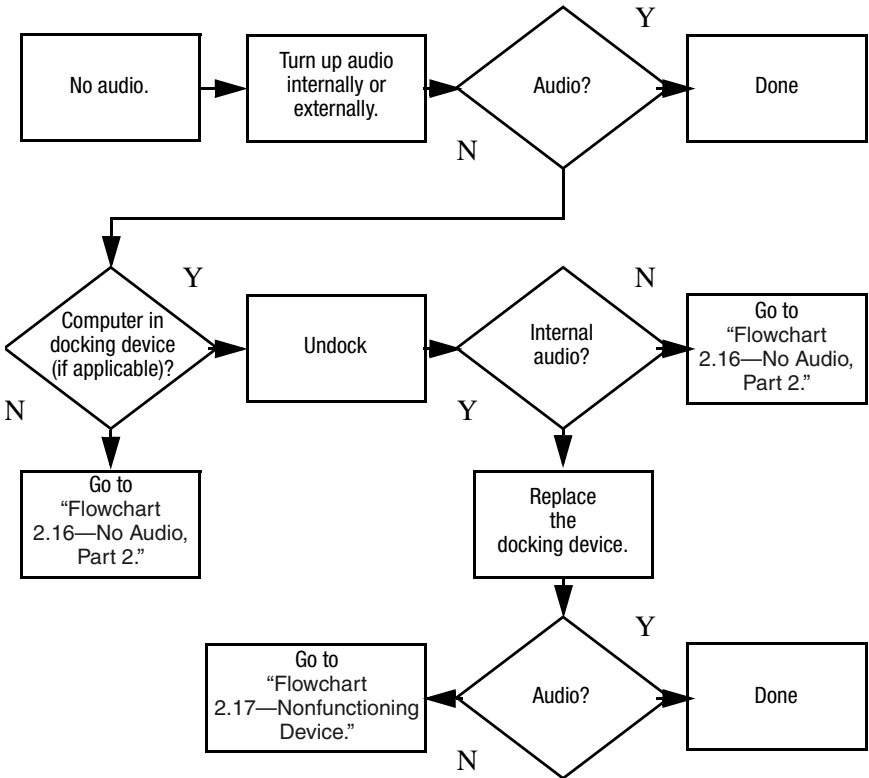 Y
No audio.
Turn up audio
internally or
externally.
Audio?
Done
N
Y
N
Computer in
docking device
(if applicable)?
Undock
Internal
audio?
Go to
“Flowchart
2.16—No Audio,
Part 2.”
N
Y
Go to
“Flowchart
2.16—No Audio,
Part 2.”
Replace
the
docking device.
Y
Go to
“Flowchart
2.17—Nonfunctioning
Device.”
Audio?
Done
N